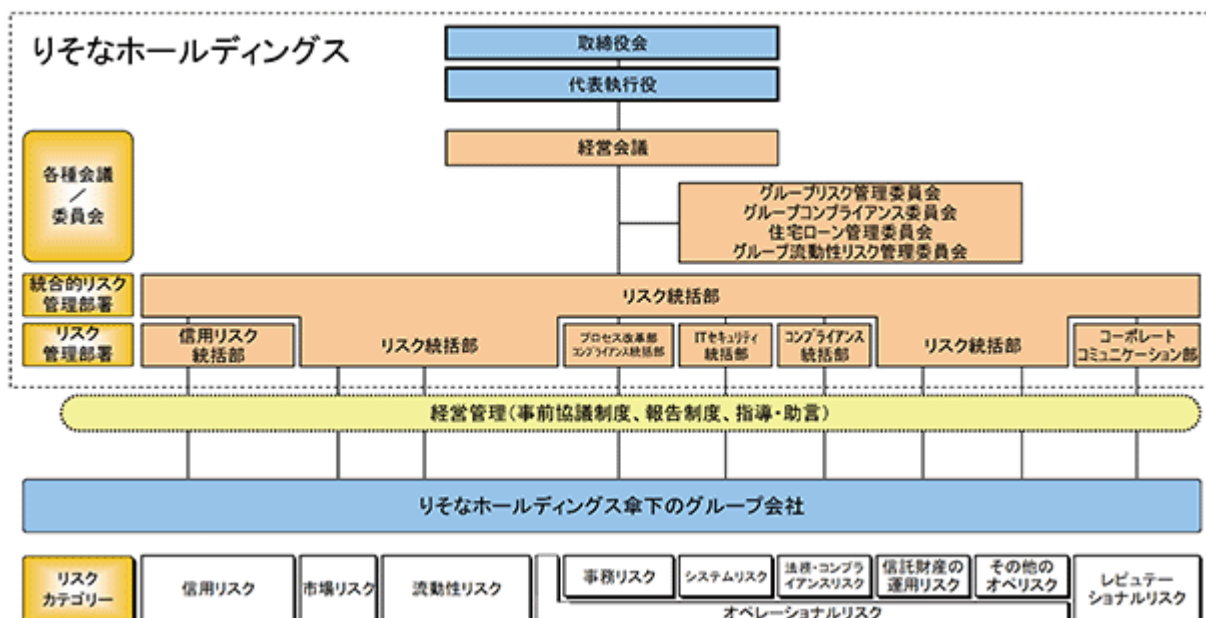 りそなホールディングス
取締役会
代表執行役
経営会議
各種会議
／
委員会
グループリスク管理委員会
グループコンプライアンス委員会
住宅ローン管理委員会
グループ流動性リスク管理委員会
統合的リスク
管理部署
リスク統括部
リスク
管理部署
信用リスク
統括部
リスク統括部
プロセス改革部
コンプライアンス統括部
ITセキュリティ
統括部
コンプライアンス
統括部
リスク統括部
コーポレート
コミュニケーション部
経営管理（事前協議制度、報告制度、指導・助言）
りそなホールディングス傘下のグループ会社
リスク
カテゴリー
信用リスク
市場リスク
流動性リスク
事務リスク
システムリスク
法務・コンプラ
イアンスリスク
信託財産の
運用リスク
その他の
オペリスク
オペレーショナルリスク
レピュテー
ショナルリスク